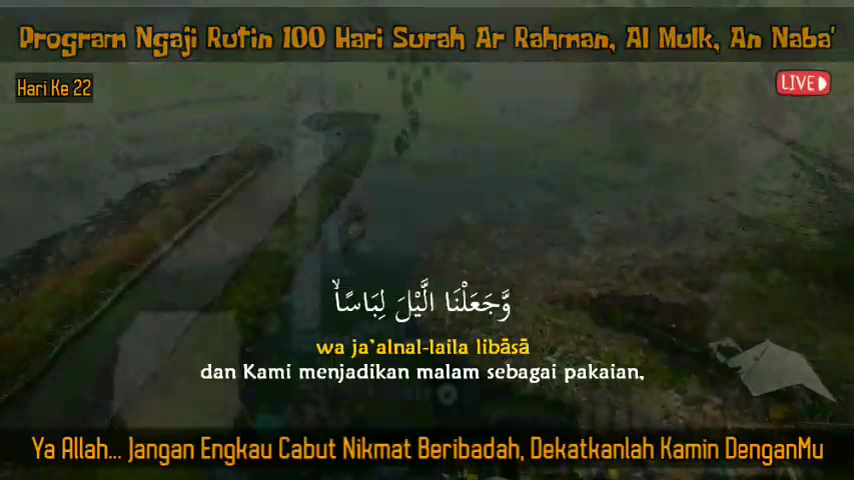 Program Ngaji Rutin 100 Hari Surah Ar Rahman, Al Mulk, An Naba'
Hari Ke 22
LIVE
وَّجَعَلْنَا الَّيْلَ لِبَاسًاۙ
wa ja'alnal-laila libāsā
dan Kami menjadikan malam sebagai pakaian,
Ya Allah... Jangan Engkau Cabut Nikmat Beribadah, Dekatkanlah Kamin DenganMu